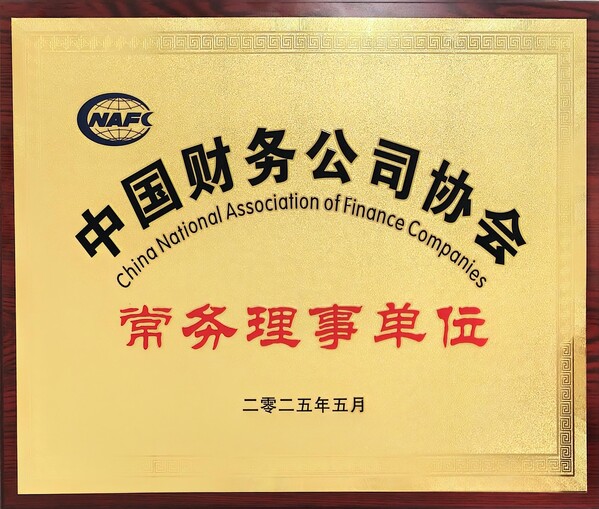 CNAFC
中国财务公司协会
China National Association of Finance Companies
常务理事单位
二零二五年五月